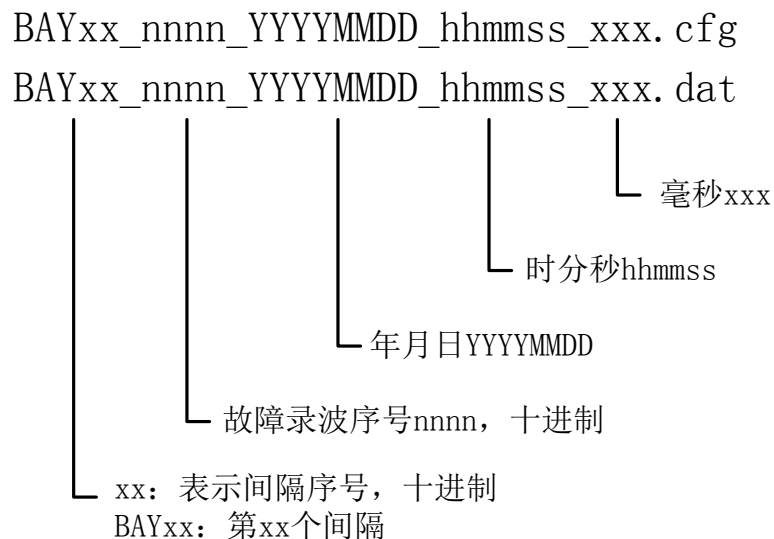 BAYxx_nnnn_YYYYMMDD_hhmmss_xxx.cfg
BAYxx_nnnn_YYYYMMDD_hhmmss_xxx.dat
毫秒xxx
时分秒hhmmss
年月日YYYYMMDD
故障录波序号nnnn，十进制
xx：表示间隔序号，十进制
BAYxx：第xx个间隔